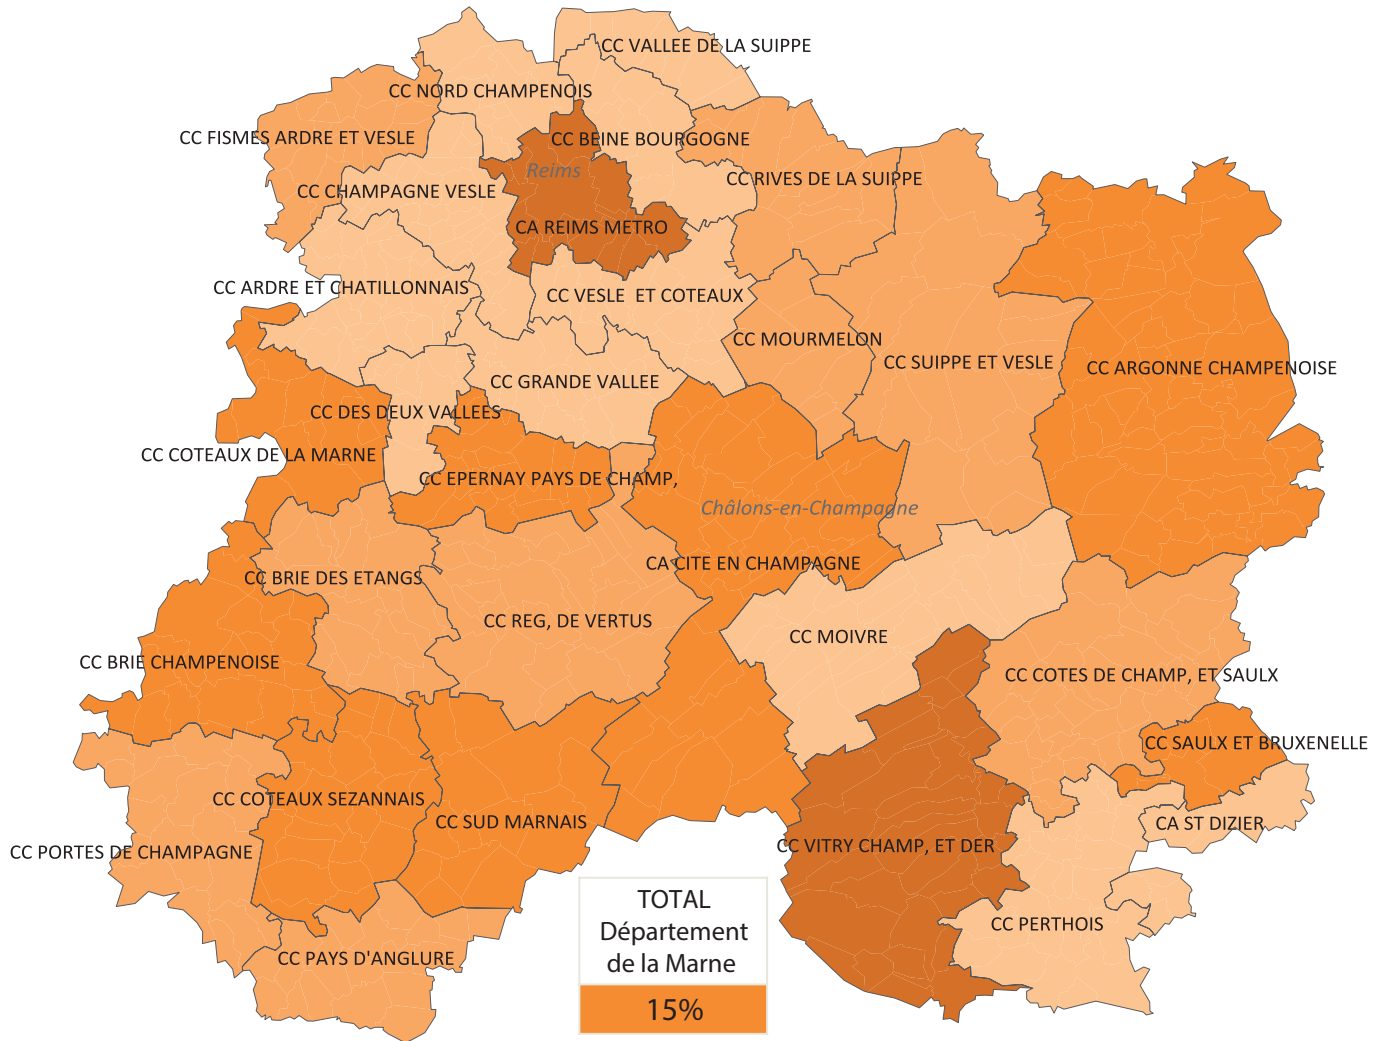 CC VALLEE DE LA SUIPPE
CC NORD CHAMPENOIS
CC FISMES ARDRE ET VESLE
CC BEINE BOURGOGNE
Reims
CC RIVES DE LA SUIPPE
CC CHAMPAGNE VESLE
CA REIMS METRO
CC ARDRE ET CHATILLONNAIS
CC VESLE ET COTEAUX
CC MOURMELON
CC SUIPPE ET VESLE
CC ARGONNE CHAMPENOISE
CC GRANDE VALLEE
CC DES DEUX VALLEES
CC COTEAUX DE LA MARNE
CC EPERNAY PAYS DE CHAMP,
Châlons-en-Champagne
CA CITE EN CHAMPAGNE
CC BRIE DES ETANGS
CC REG, DE VERTUS
CC MOIVRE
CC BRIE CHAMPENOISE
CC COTES DE CHAMP, ET SAULX
CC SAULX ET BRUXENELLE
CC COTEAUX SEZANNAIS
CC SUD MARNAIS
CA ST DIZIER
CC VITRY CHAMP, ET DER
CC PORTES DE CHAMPAGNE
CC PERTHOIS
CC PAYS D'ANGLURE
TOTAL
Département
de la Marne
15%